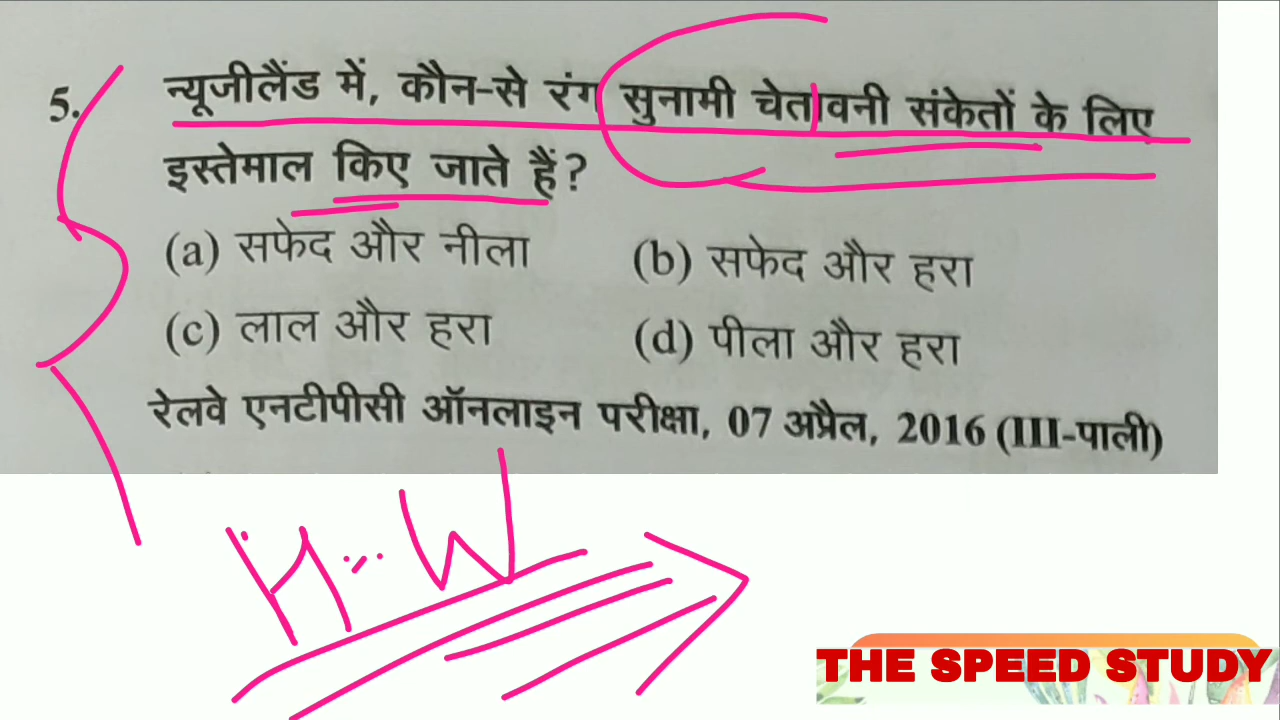 5. न्यूजीलैंड में, कौन-से रंग सुनामी चेतावनी संकेतों के लिए
इस्तेमाल किए जाते हैं?
(a) सफेद और नीला (b) सफेद और हरा
(c) लाल और हरा (d) पीला और हरा
रेलवे एनटीपीसी ऑनलाइन परीक्षा, 07 अप्रैल, 2016 (III-पाली)
H.W
THE SPEED STUDY